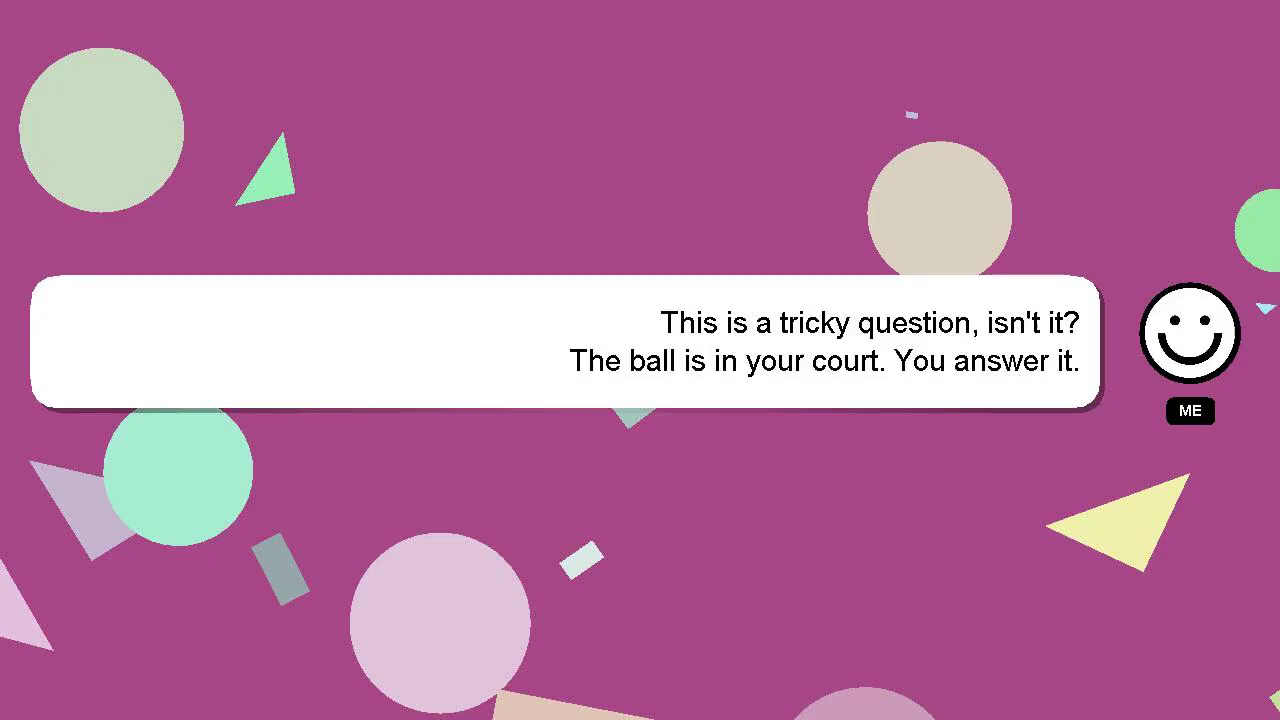 This is a tricky question, isn't it?
The ball is in your court. You answer it.
ME